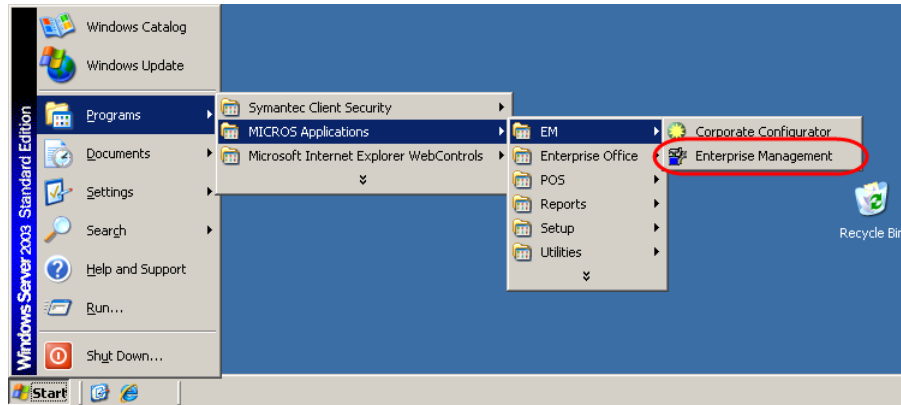 Windows Catalog
Windows Update
Programs
Documents
Settings
Search
Help and Support
Run...
Shut Down...
Windows Server 2003 Standard Edition
Symantec Client Security
MICROS Applications
Microsoft Internet Explorer WebControls
EM
Enterprise Office
POS
Reports
Setup
Utilities
Corporate Configurator
Enterprise Management
Recycle Bin
Start